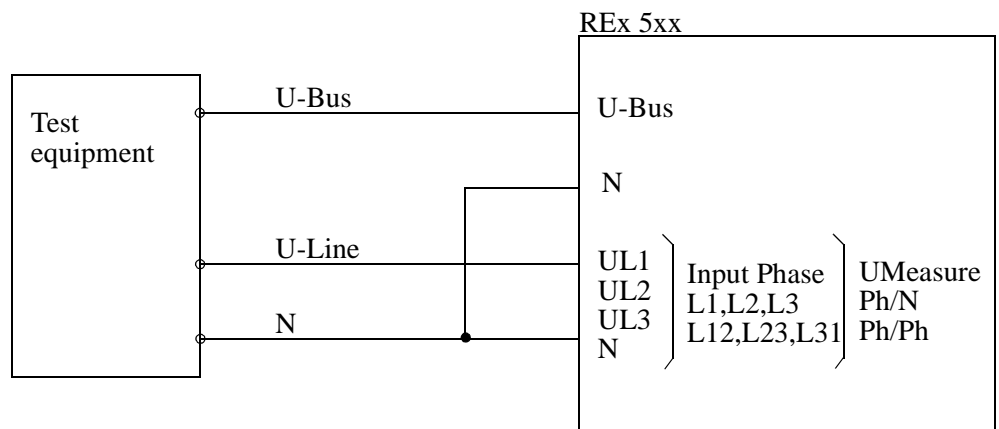 REx 5xx
U-Bus
U-Bus
Test
equipment
N
U-Line
UL1
UL2
UL3
N
Input Phase
L1,L2,L3
L12,L23,L31
UMeasure
Ph/N
Ph/Ph
N